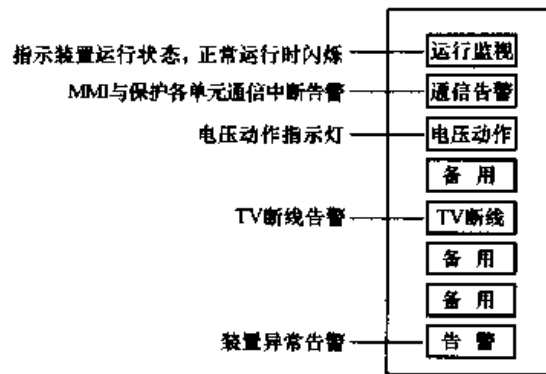 指示装置运行状态，正常运行时闪烁
运行监视
MMI与保护各单元通信中断告警
通信告警
电压动作指示灯
电压动作
备 用
TV断线告警
TV断线
备 用
备 用
装置异常告警
告 警